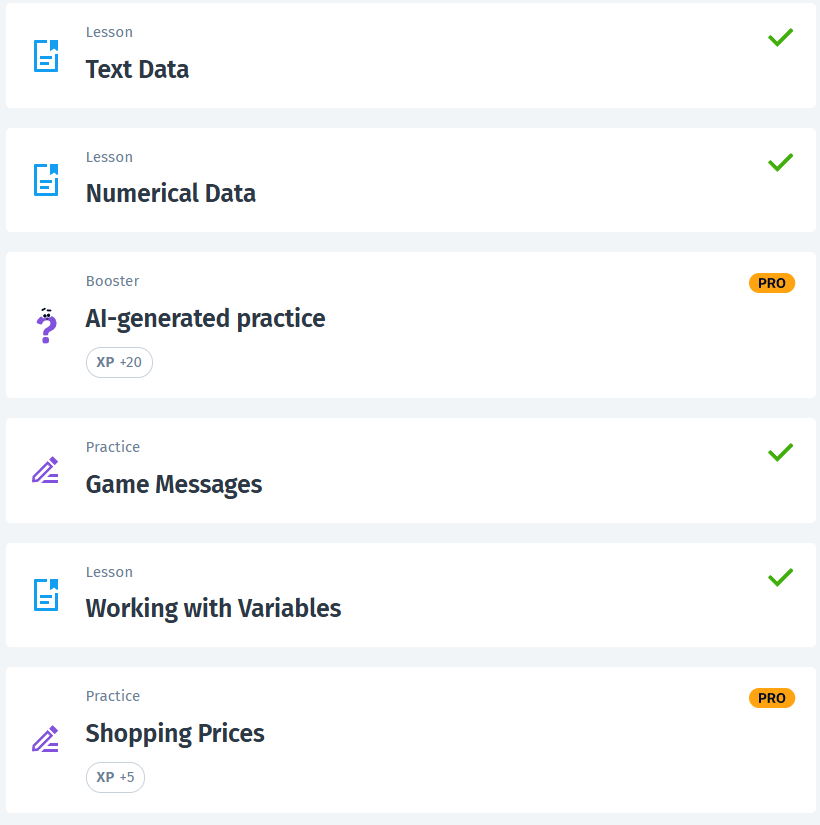 Lesson
Text Data
Lesson
Numerical Data
Booster
PRO
AI-generated practice
XP +20
Practice
Game Messages
Lesson
Working with Variables
Practice
PRO
Shopping Prices
XP +5